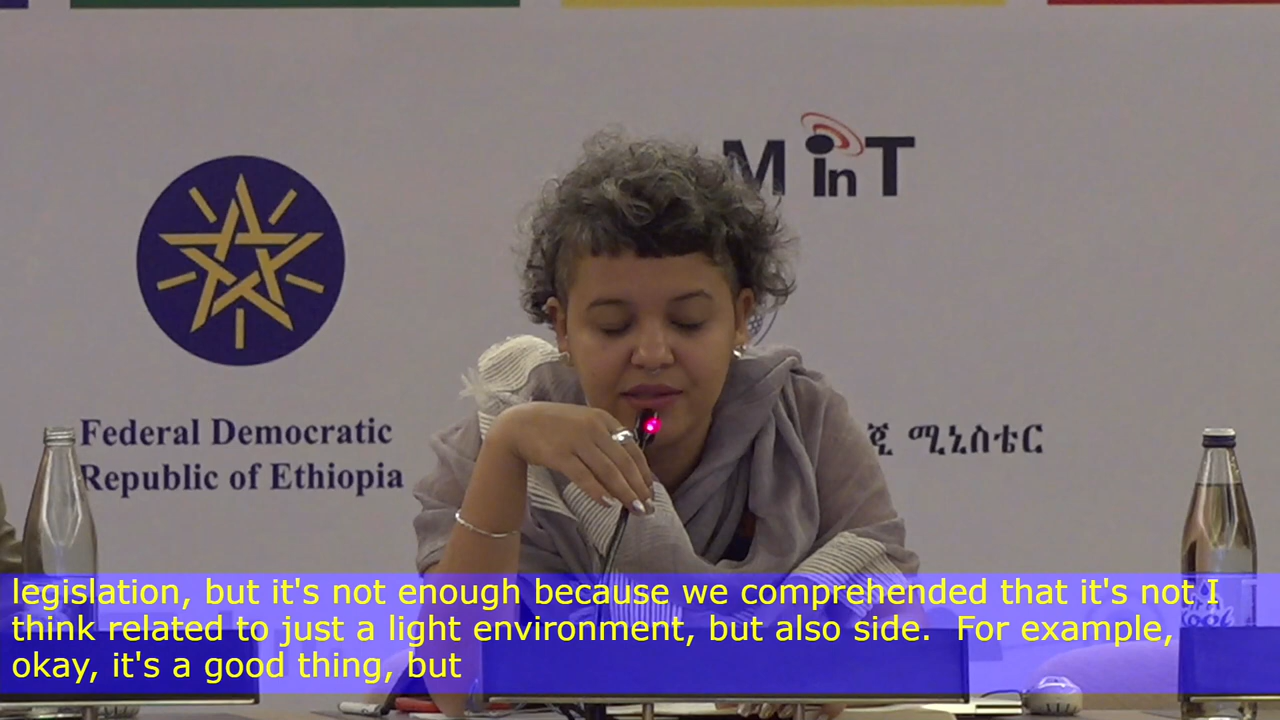 M In T
Federal Democratic
Republic of Ethiopia
ጂ ሚኒስቴር
legislation, but it's not enough because we comprehended that it's not I
think related to just a light environment, but also side.  For example,
okay, it's a good thing, but